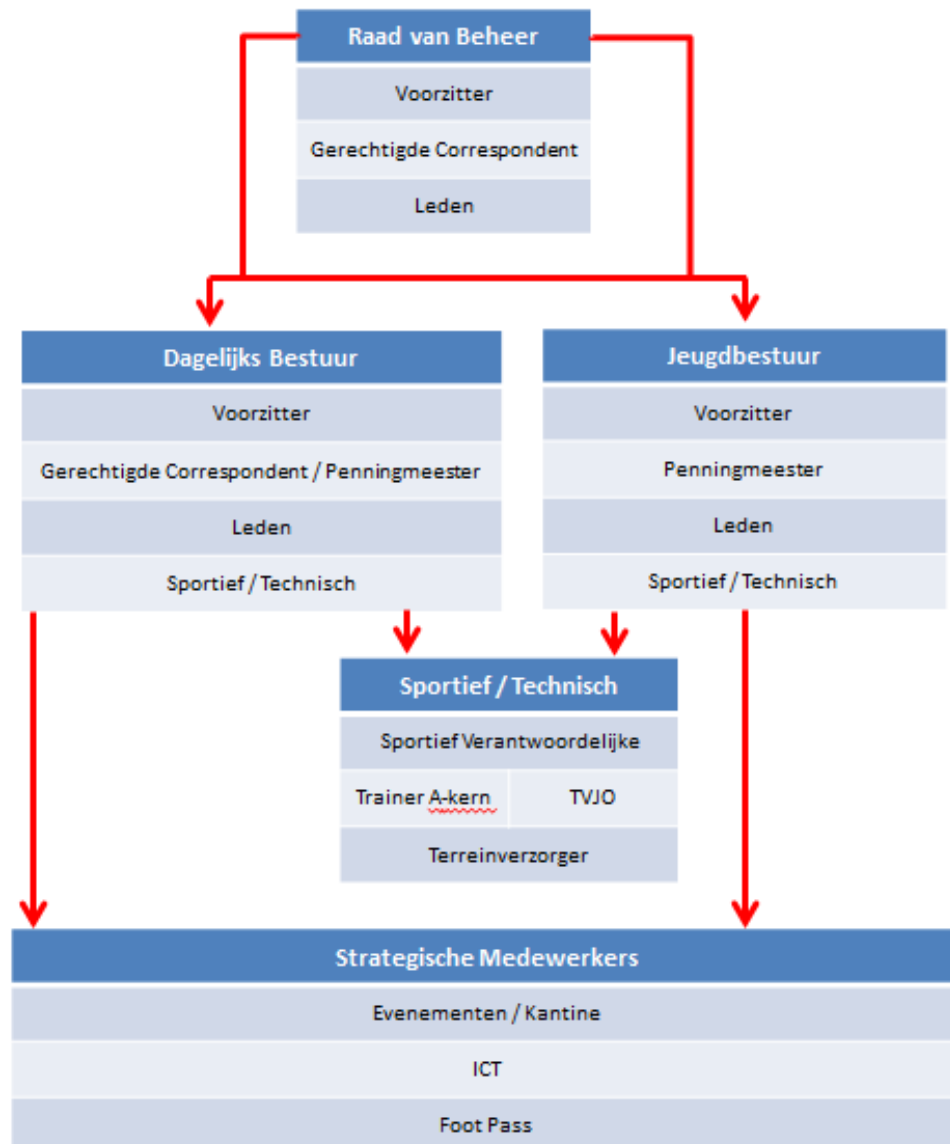 Raad van Beheer
Voorzitter
Gerechtigde Correspondent
Leden
Dagelijks Bestuur
Voorzitter
Gerechtigde Correspondent / Penningmeester
Leden
Sportief / Technisch
Jeugdbestuur
Voorzitter
Penningmeester
Leden
Sportief / Technisch
Sportief / Technisch
Sportief Verantwoordelijke
Trainer A-kern
TVJO
Terreinverzorger
Strategische Medewerkers
Evenementen / Kantine
ICT
Foot Pass